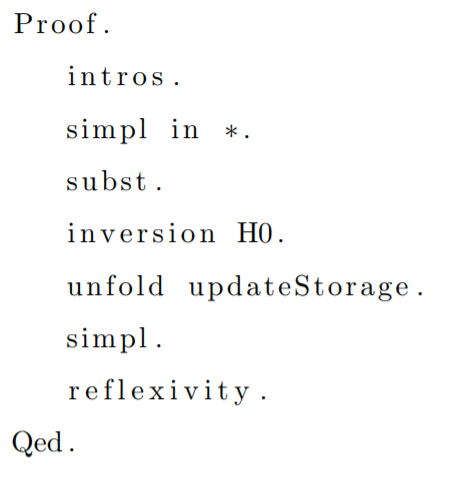 Proof.
intros.
simpl in *.
subst.
inversion H0.
unfold updateStorage.
simpl.
reflexivity.
Qed.